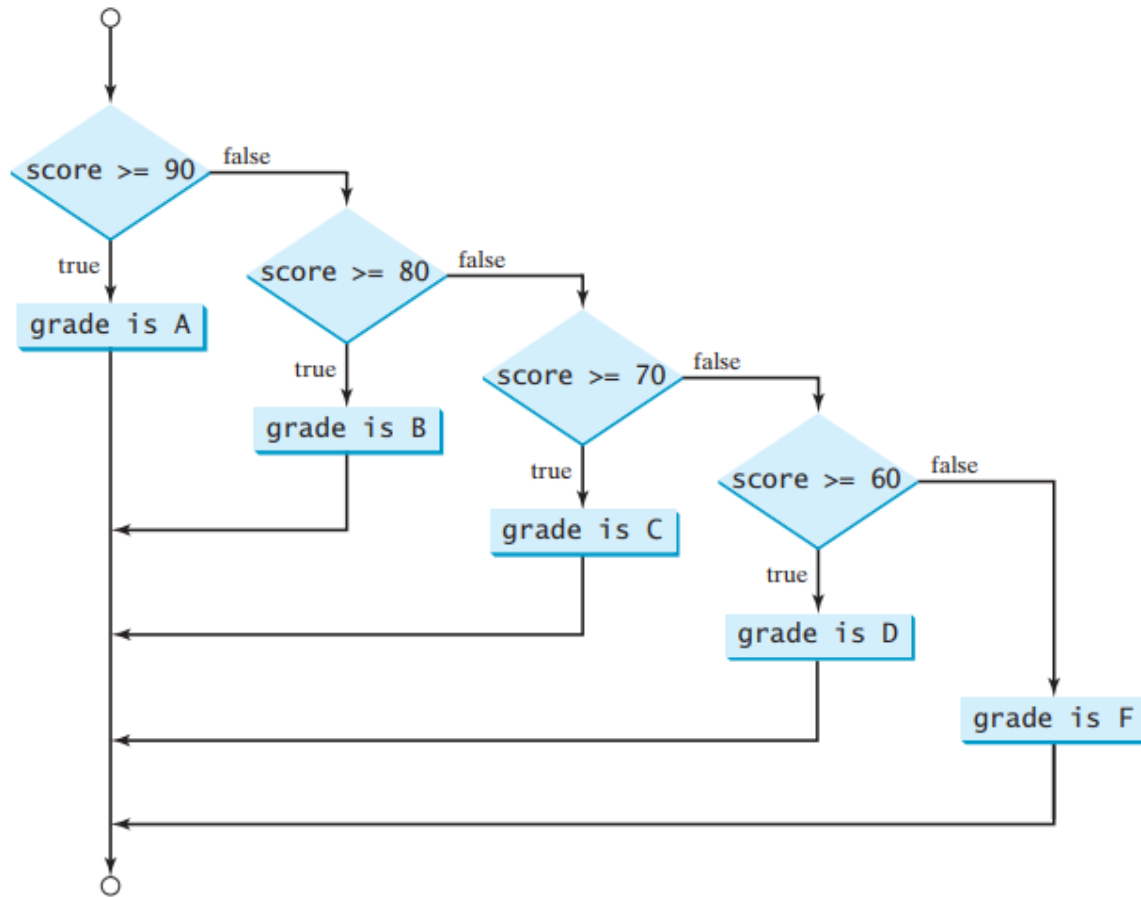 score >= 90
false
true
grade is A
score >= 80
false
true
grade is B
score >= 70
false
true
grade is C
score >= 60
false
true
grade is D
grade is F